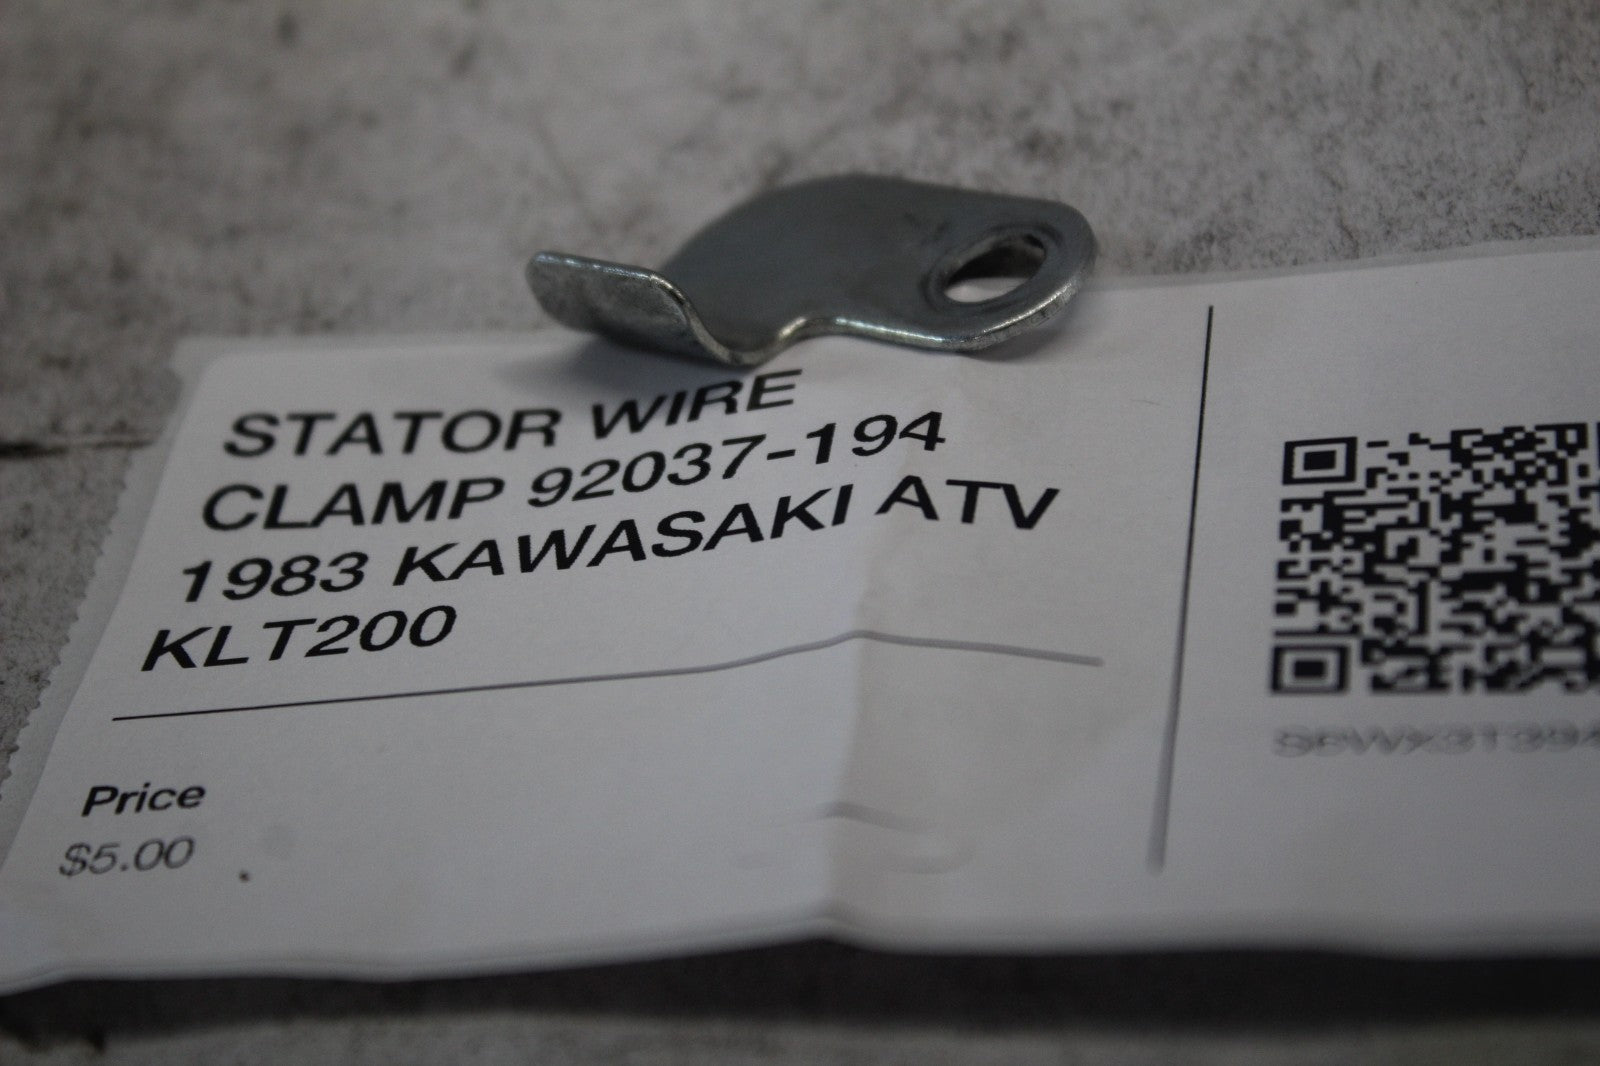 STATOR WIRE
CLAMP 92037-194
1983 KAWASAKI ATV
KLT200
Price
$5.00